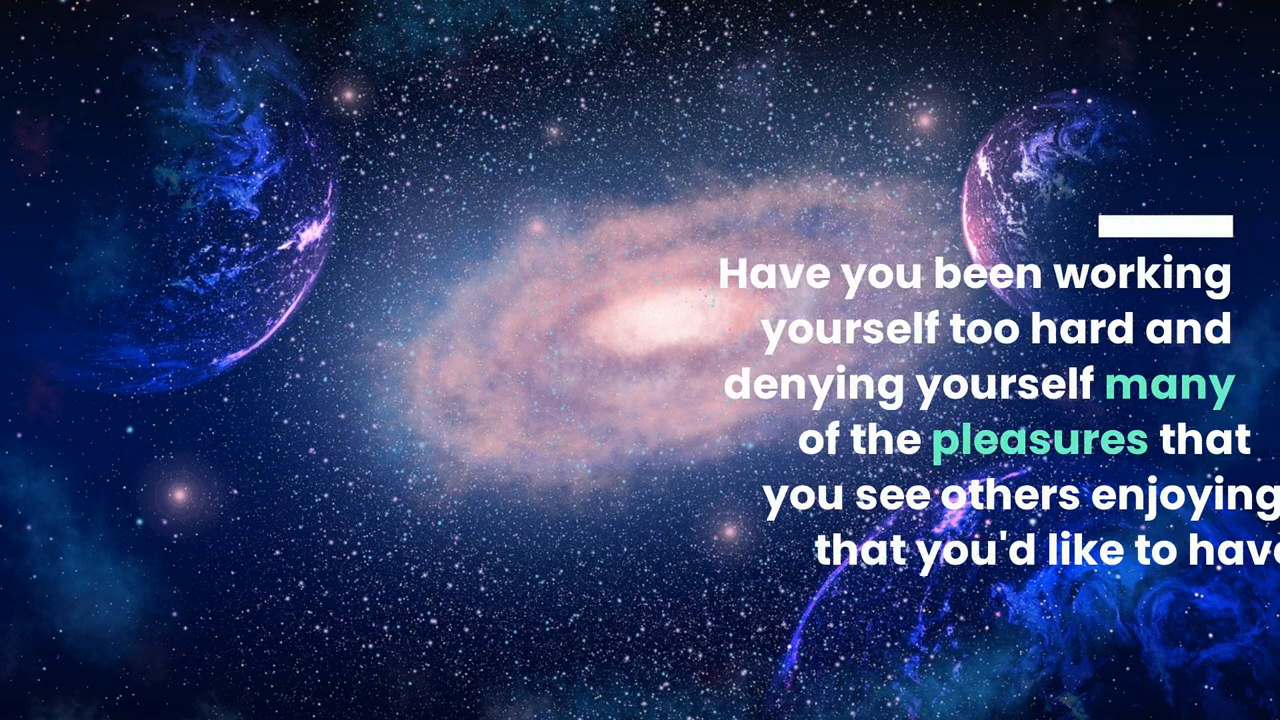 Have you been working
yourself too hard and
denying yourself many
of the pleasures that
you see others enjoying
that you'd like to have